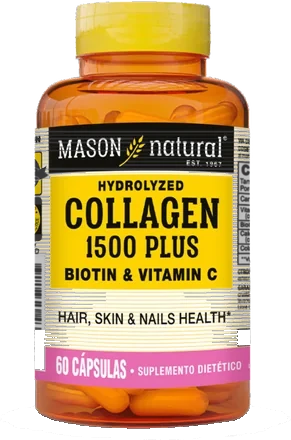 MASON natural®
EST. 1967
HYDROLYZED
COLLAGEN
1500 PLUS
BIOTIN & VITAMIN C
HAIR, SKIN & NAILS HEALTH*
60 CÁPSULAS • SUPLEMENTO DIETÉTICO